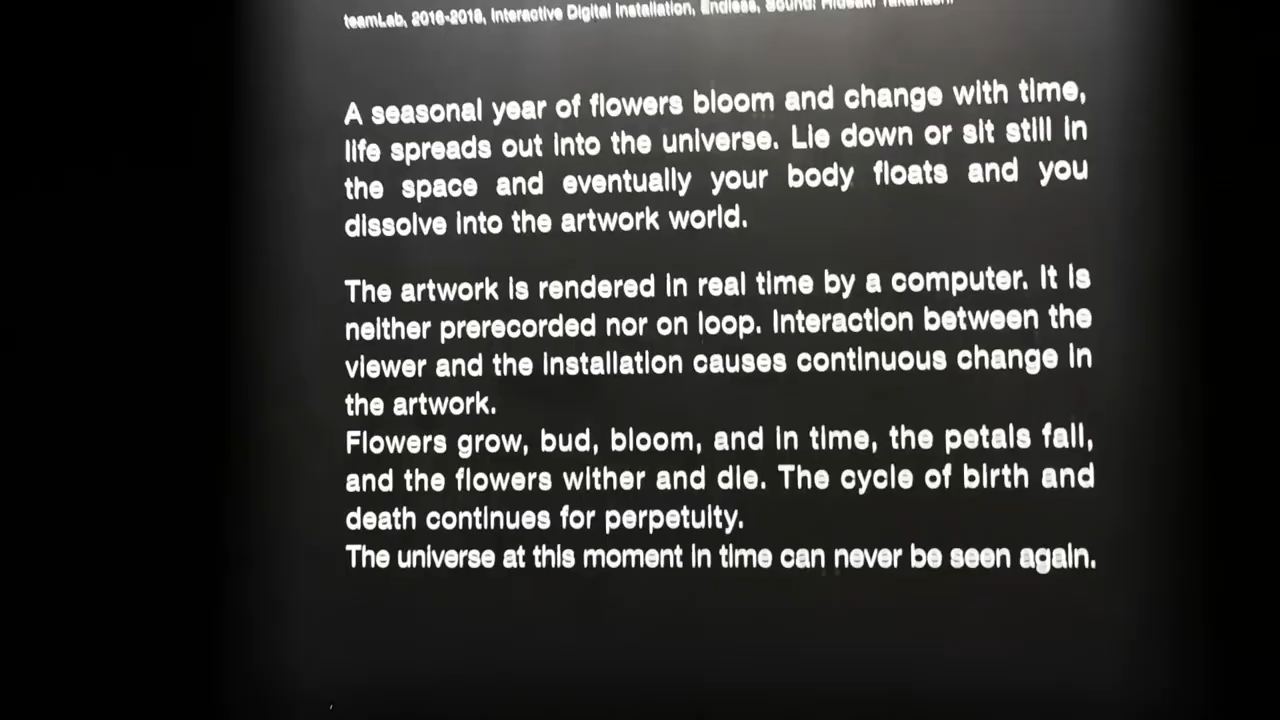 teamLab, 2016-2018, Interactive Digital Installation, Endless, Sound: Hideaki Takahashi
A seasonal year of flowers bloom and change with time,
life spreads out into the universe. Lie down or sit still in
the space and eventually your body floats and you
dissolve into the artwork world.
The artwork is rendered in real time by a computer. It is
neither prerecorded nor on loop. Interaction between the
viewer and the installation causes continuous change in
the artwork.
Flowers grow, bud, bloom, and in time, the petals fall,
and the flowers wither and die. The cycle of birth and
death continues for perpetuity.
The universe at this moment in time can never be seen again.